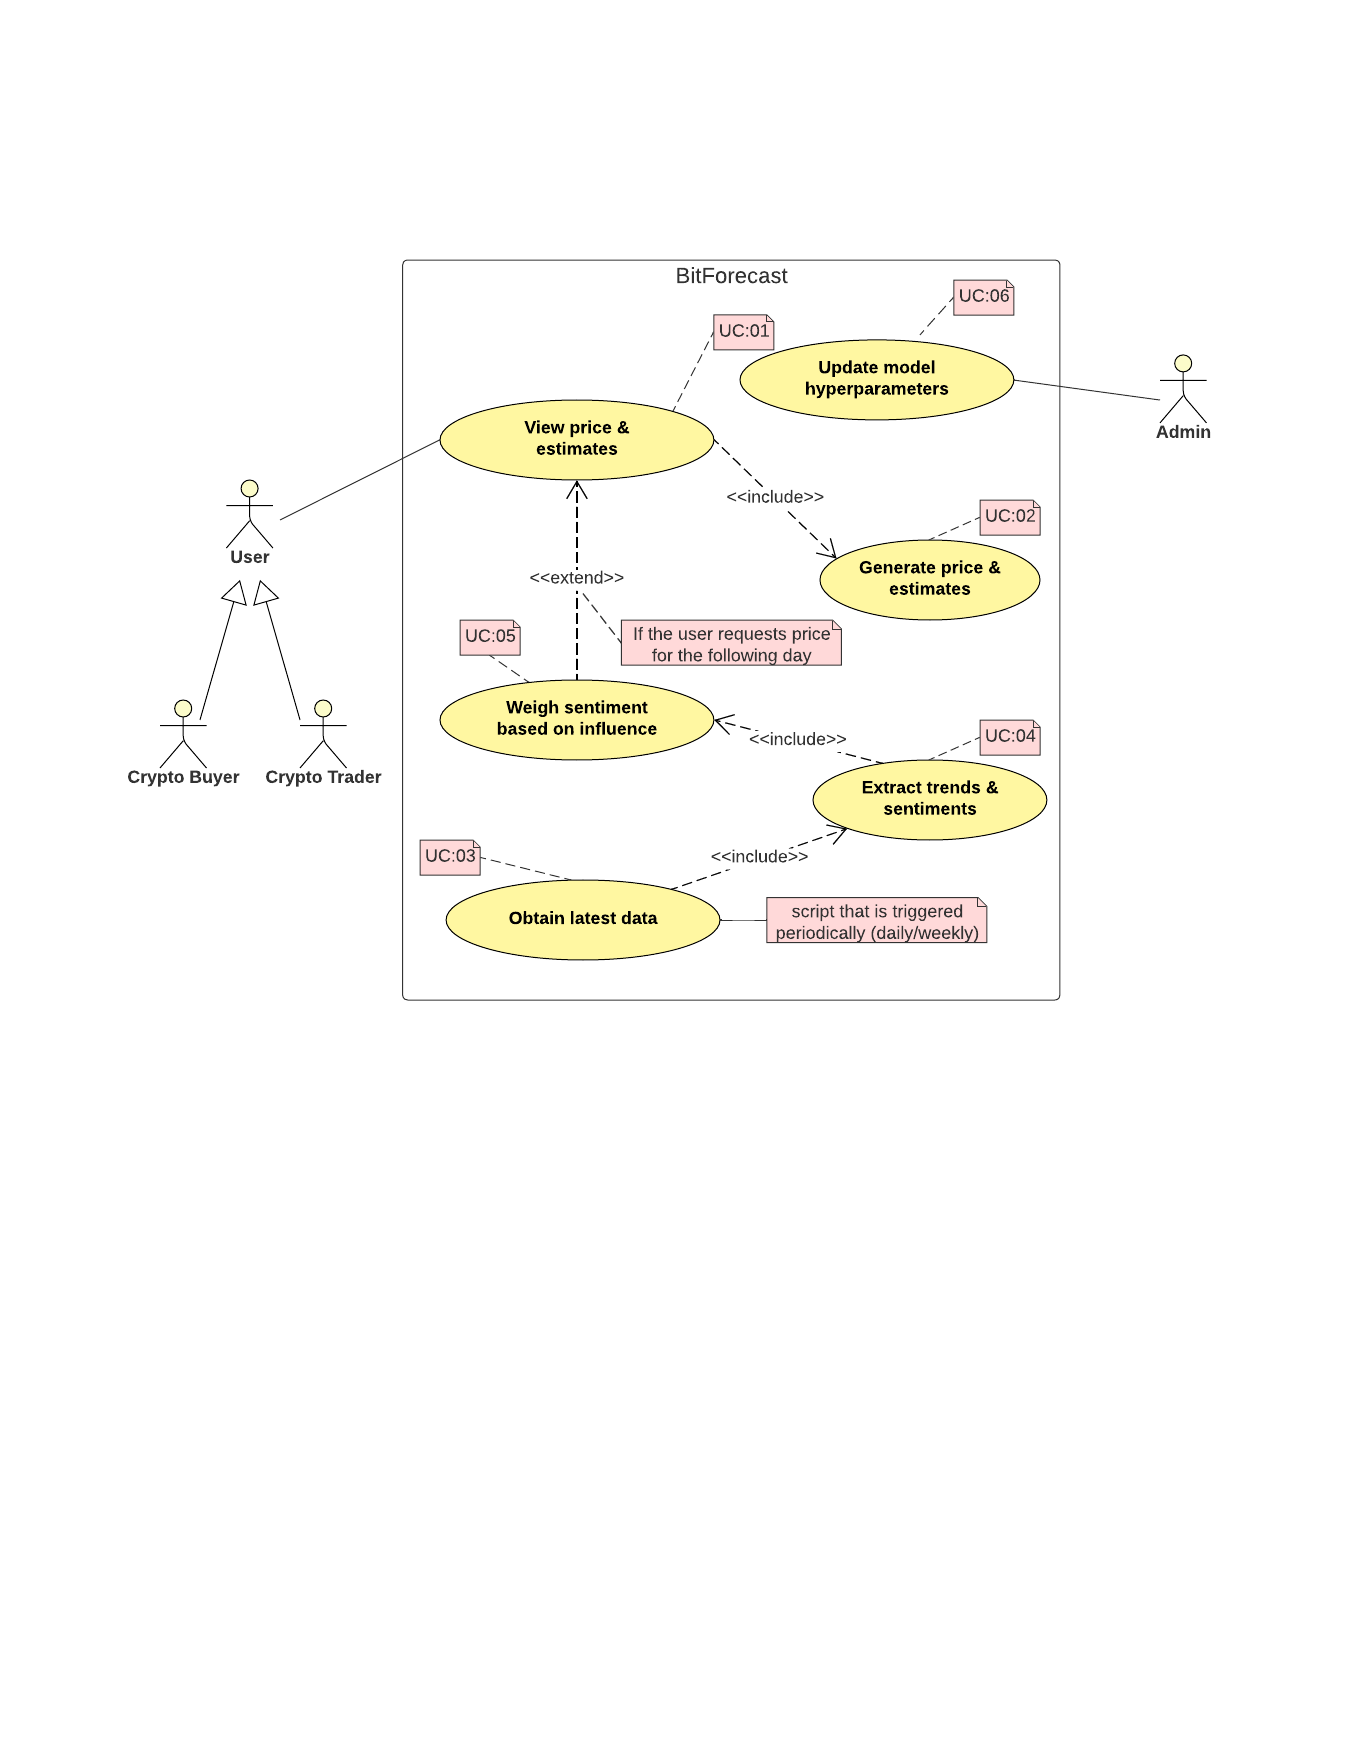 BitForecast
UC:06
UC:01
Update model
hyperparameters
Admin
View price &
estimates
<<include>>
UC:02
User
Generate price &
estimates
<<extend>>
UC:05
If the user requests price
for the following day
Weigh sentiment
based on influence
<<include>>
UC:04
Crypto Buyer
Crypto Trader
Extract trends &
sentiments
UC:03
<<include>>
Obtain latest data
script that is triggered
periodically (daily/weekly)